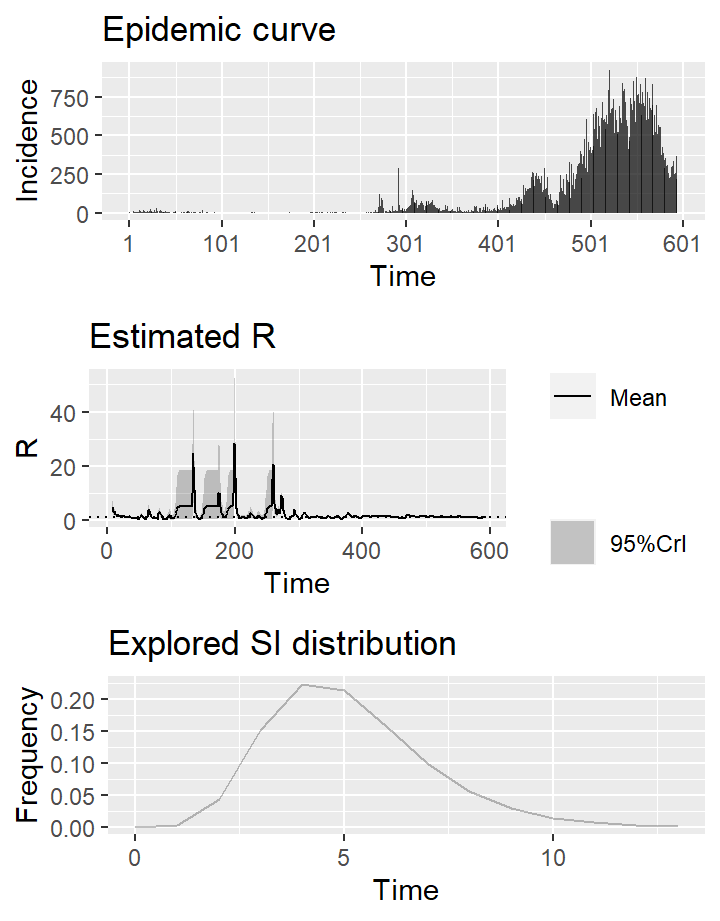 Epidemic curve
Incidence
750
500
250
0
1 101 201 301 401 501 601
Time
Estimated R
R
40
20
0
0 200 400 600
Time
Mean
95%CrI
Explored SI distribution
Frequency
0.20
0.15
0.10
0.05
0.00
0 5 10
Time